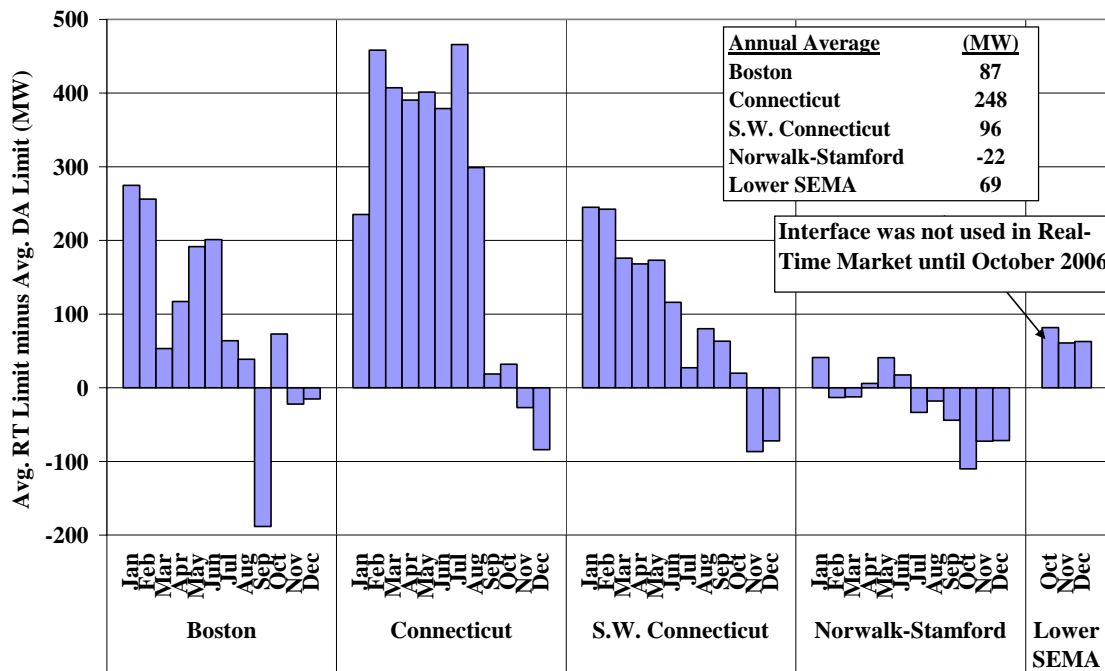 Avg. RT Limit minus Avg. DA Limit (MW)
500
400
300
200
100
0
-100
-200
Annual Average (MW)
Boston 87
Connecticut 248
S.W. Connecticut 96
Norwalk-Stamford -22
Lower SEMA 69
Interface was not used in Real-
Time Market until October 2006
Jan Feb Mar Apr May Jun Jul Aug Sep Oct Nov Dec
Jan Feb Mar Apr May Jun Jul Aug Sep Oct Nov Dec
Jan Feb Mar Apr May Jun Jul Aug Sep Oct Nov Dec
Jan Feb Mar Apr May Jun Jul Aug Sep Oct Nov Dec
Oct Nov Dec
Boston
Connecticut
S.W. Connecticut
Norwalk-Stamford
Lower
SEMA